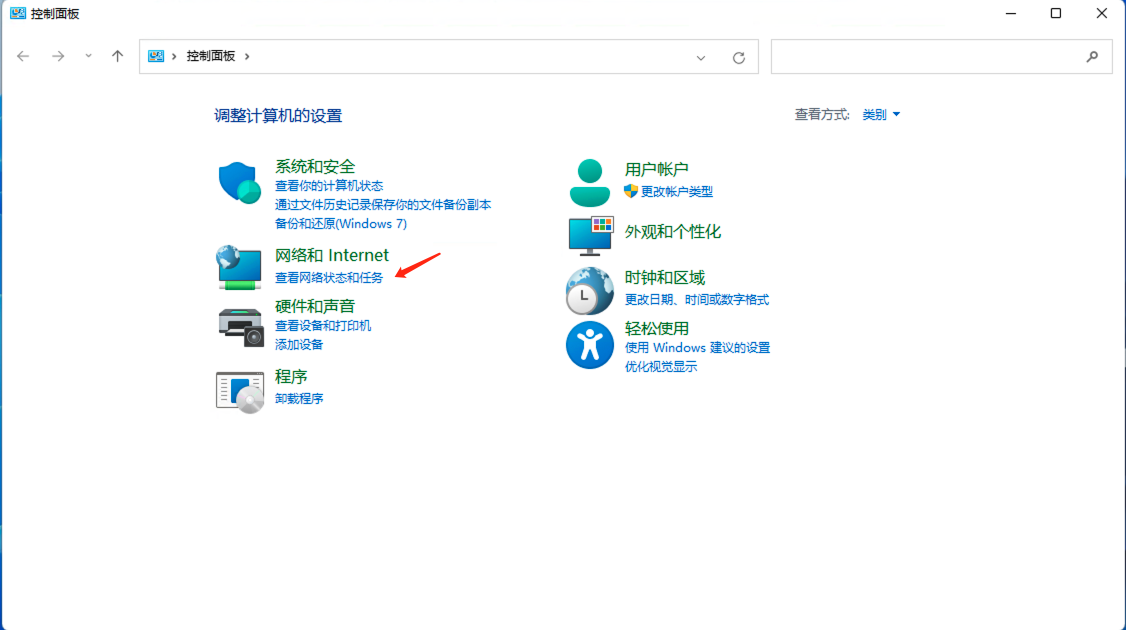 控制面板
控制面板
调整计算机的设置
查看方式: 类别
系统和安全
查看你的计算机状态
通过文件历史记录保存你的文件备份副本
备份和还原(Windows 7)
网络和 Internet
查看网络状态和任务
硬件和声音
查看设备和打印机
添加设备
程序
卸载程序
用户帐户
更改帐户类型
外观和个性化
时钟和区域
更改日期、时间或数字格式
轻松使用
使用 Windows 建议的设置
优化视觉显示